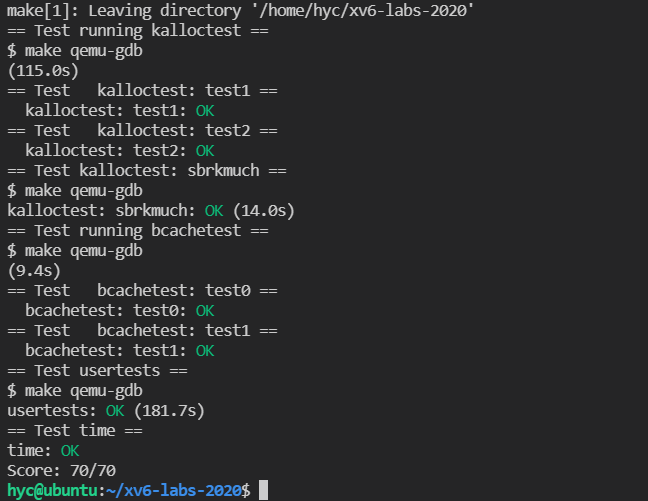 make[1]: Leaving directory '/home/hyc/xv6-labs-2020'
== Test running kalloctest ==
$ make qemu-gdb
(115.0s)
== Test   kalloctest: test1 ==
  kalloctest: test1: OK
== Test   kalloctest: test2 ==
  kalloctest: test2: OK
== Test kalloctest: sbrkmuch ==
$ make qemu-gdb
kalloctest: sbrkmuch: OK (14.0s)
== Test running bcachetest ==
$ make qemu-gdb
(9.4s)
== Test   bcachetest: test0 ==
  bcachetest: test0: OK
== Test   bcachetest: test1 ==
  bcachetest: test1: OK
== Test usertests ==
$ make qemu-gdb
usertests: OK (181.7s)
== Test time ==
time: OK
Score: 70/70
hyc@ubuntu:~/xv6-labs-2020$